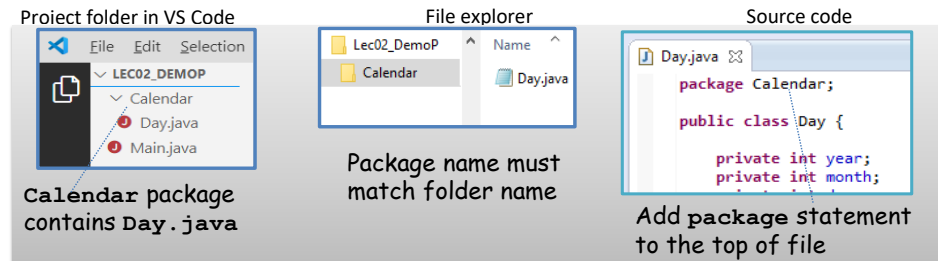 Project folder in VS Code
File Edit Selection
LEC02_DEMOP
Calendar
Day.java
Main.java
Calendar package
contains Day.java
File explorer
Lec02_DemoP
Calendar
Name
Day.java
Package name must
match folder name
Source code
Day.java
package Calendar;
public class Day {
private int year;
private int month;
Add package statement
to the top of file